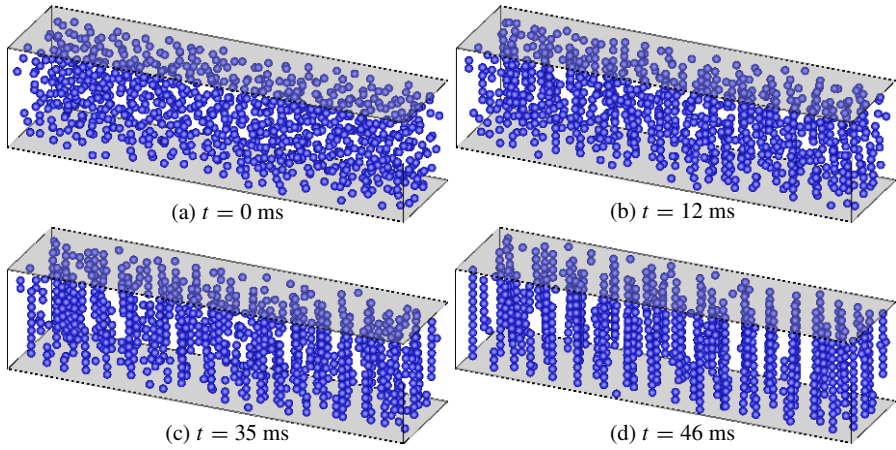 (a) t = 0 ms
(b) t = 12 ms
(c) t = 35 ms
(d) t = 46 ms